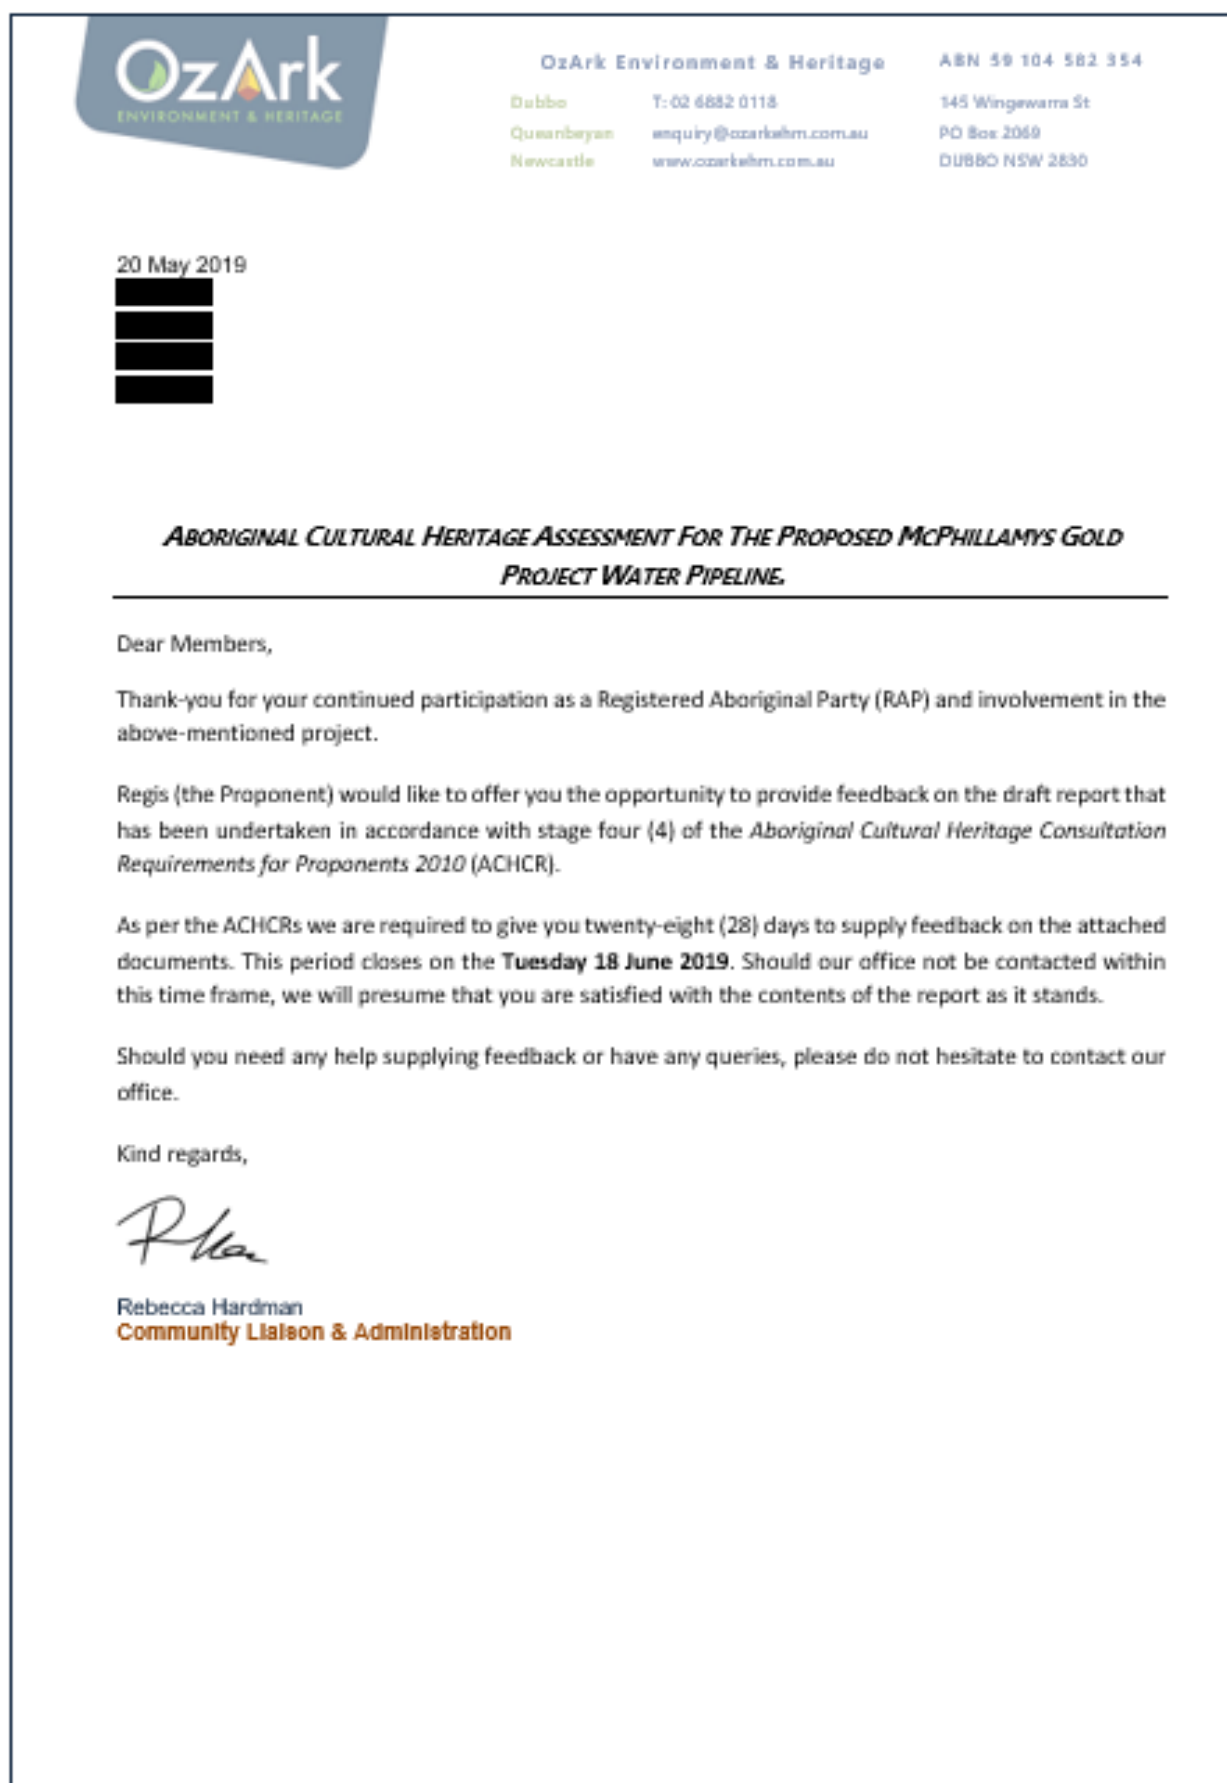 OzArk
ENVIRONMENT & HERITAGE
OzArk Environment & Heritage
ABN 59 104 582 354
Dubbo
T: 02 6882 0118
145 Wingewarra St
Queanbeyan
enquiry@ozarkehm.com.au
PO Box 2069
Newcastle
www.ozarkehm.com.au
DUBBO NSW 2830
20 May 2019
ABORIGINAL CULTURAL HERITAGE ASSESSMENT FOR THE PROPOSED MCPHILLAMYS GOLD
PROJECT WATER PIPELINE.
Dear Members,
Thank-you for your continued participation as a Registered Aboriginal Party (RAP) and involvement in the
above-mentioned project.
Regis (the Proponent) would like to offer you the opportunity to provide feedback on the draft report that
has been undertaken in accordance with stage four (4) of the Aboriginal Cultural Heritage Consultation
Requirements for Proponents 2010 (ACHCR).
As per the ACHCRs we are required to give you twenty-eight (28) days to supply feedback on the attached
documents. This period closes on the Tuesday 18 June 2019. Should our office not be contacted within
this time frame, we will presume that you are satisfied with the contents of the report as it stands.
Should you need any help supplying feedback or have any queries, please do not hesitate to contact our
office.
Kind regards,
Rebecca Hardman
Community Liaison & Administration